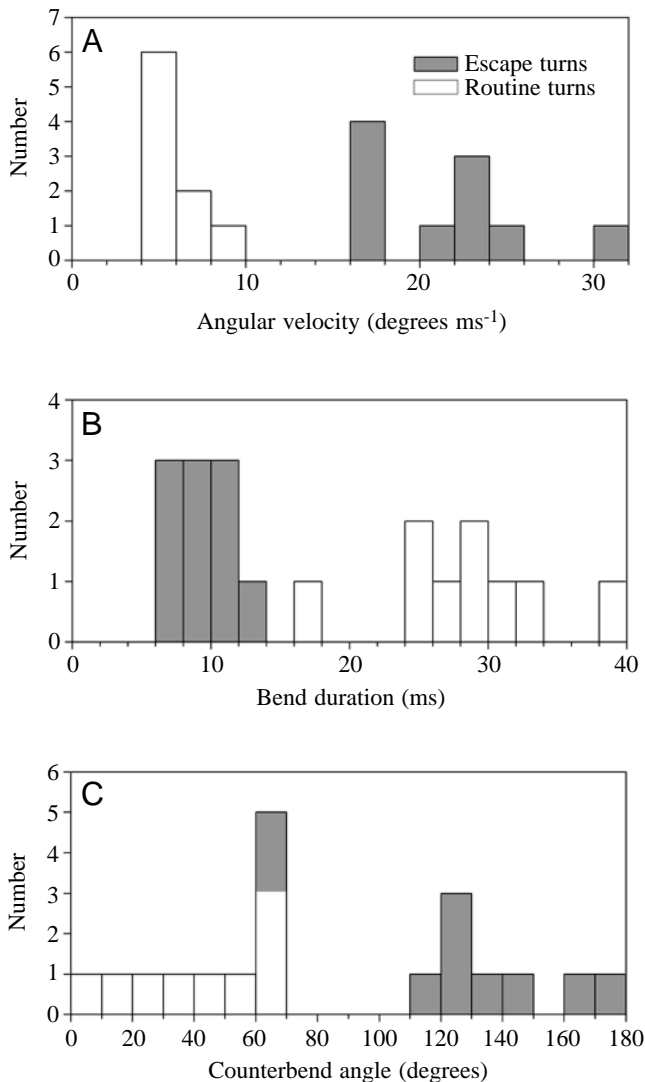 A
Escape turns
Routine turns
7
6
5
4
3
2
1
0
Number
0 10 20 30
Angular velocity (degrees ms-1)
B
4
3
2
1
0
Number
0 10 20 30 40
Bend duration (ms)
C
6
5
4
3
2
1
0
Number
0 20 40 60 80 100 120 140 160 180
Counterbend angle (degrees)